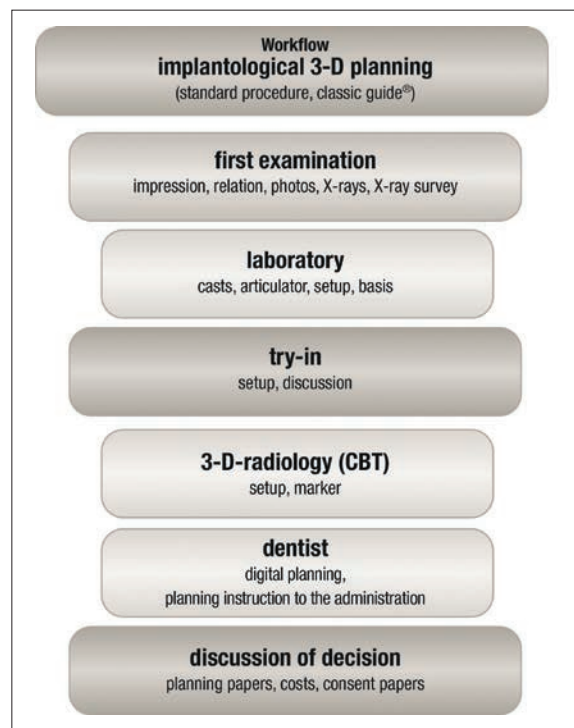 Workflow
implantological 3-D planning
(standard procedure, classic guide®)
first examination
impression, relation, photos, X-rays, X-ray survey
laboratory
casts, articulator, setup, basis
try-in
setup, discussion
3-D-radiology (CBT)
setup, marker
dentist
digital planning,
planning instruction to the administration
discussion of decision
planning papers, costs, consent papers